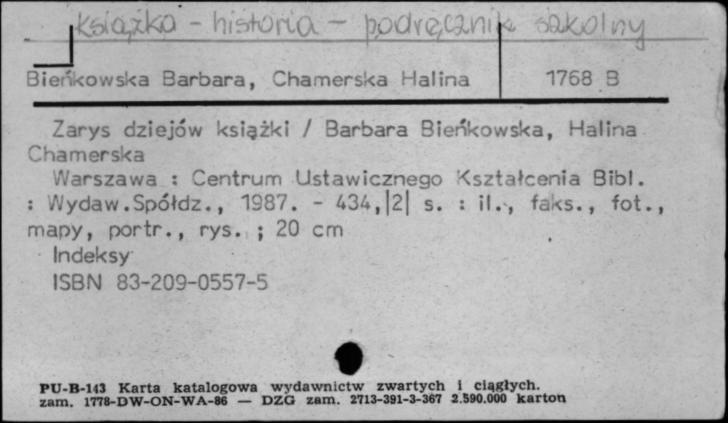 książka - historia - podręcznik szkolny
Bieńkowska Barbara, Chamerska Halina 1768 B
Zarys dziejów książki / Barbara Bieńkowska, Halina
Chamerska
Warszawa : Centrum Ustawicznego Kształcenia Bibl.
: Wydaw.Spółdz., 1987. - 434,|2| s. : il., faks., fot.,
mapy, portr., rys. ; 20 cm
Indeksy
ISBN 83-209-0557-5
PU-B-143 Karta katalogowa wydawnictw zwartych i ciągłych.
zam. 1778-DW-ON-WA-86 — DZG zam. 2713-391-3-367 2.590.000 karton